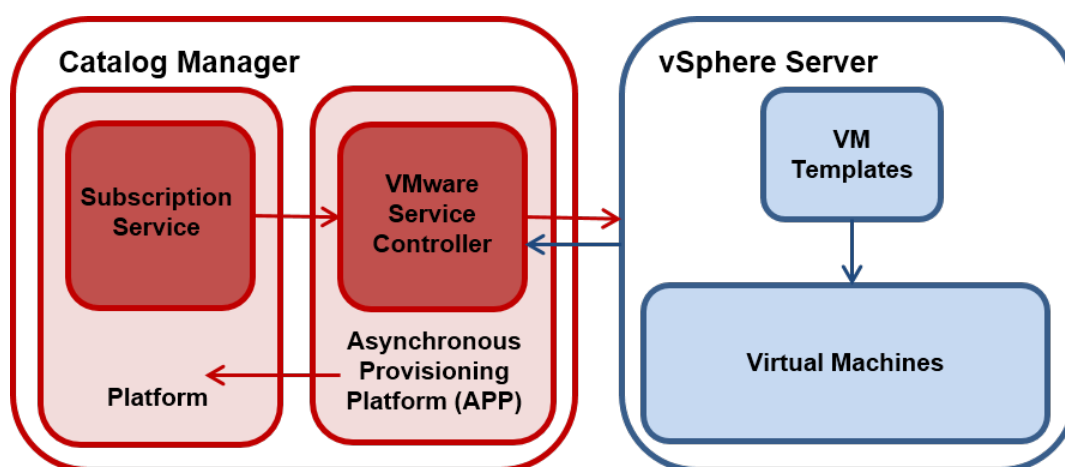 Catalog Manager
Subscription
Service
Platform
VMware
Service
Controller
Asynchronous
Provisioning
Platform (APP)
vSphere Server
VM
Templates
Virtual Machines